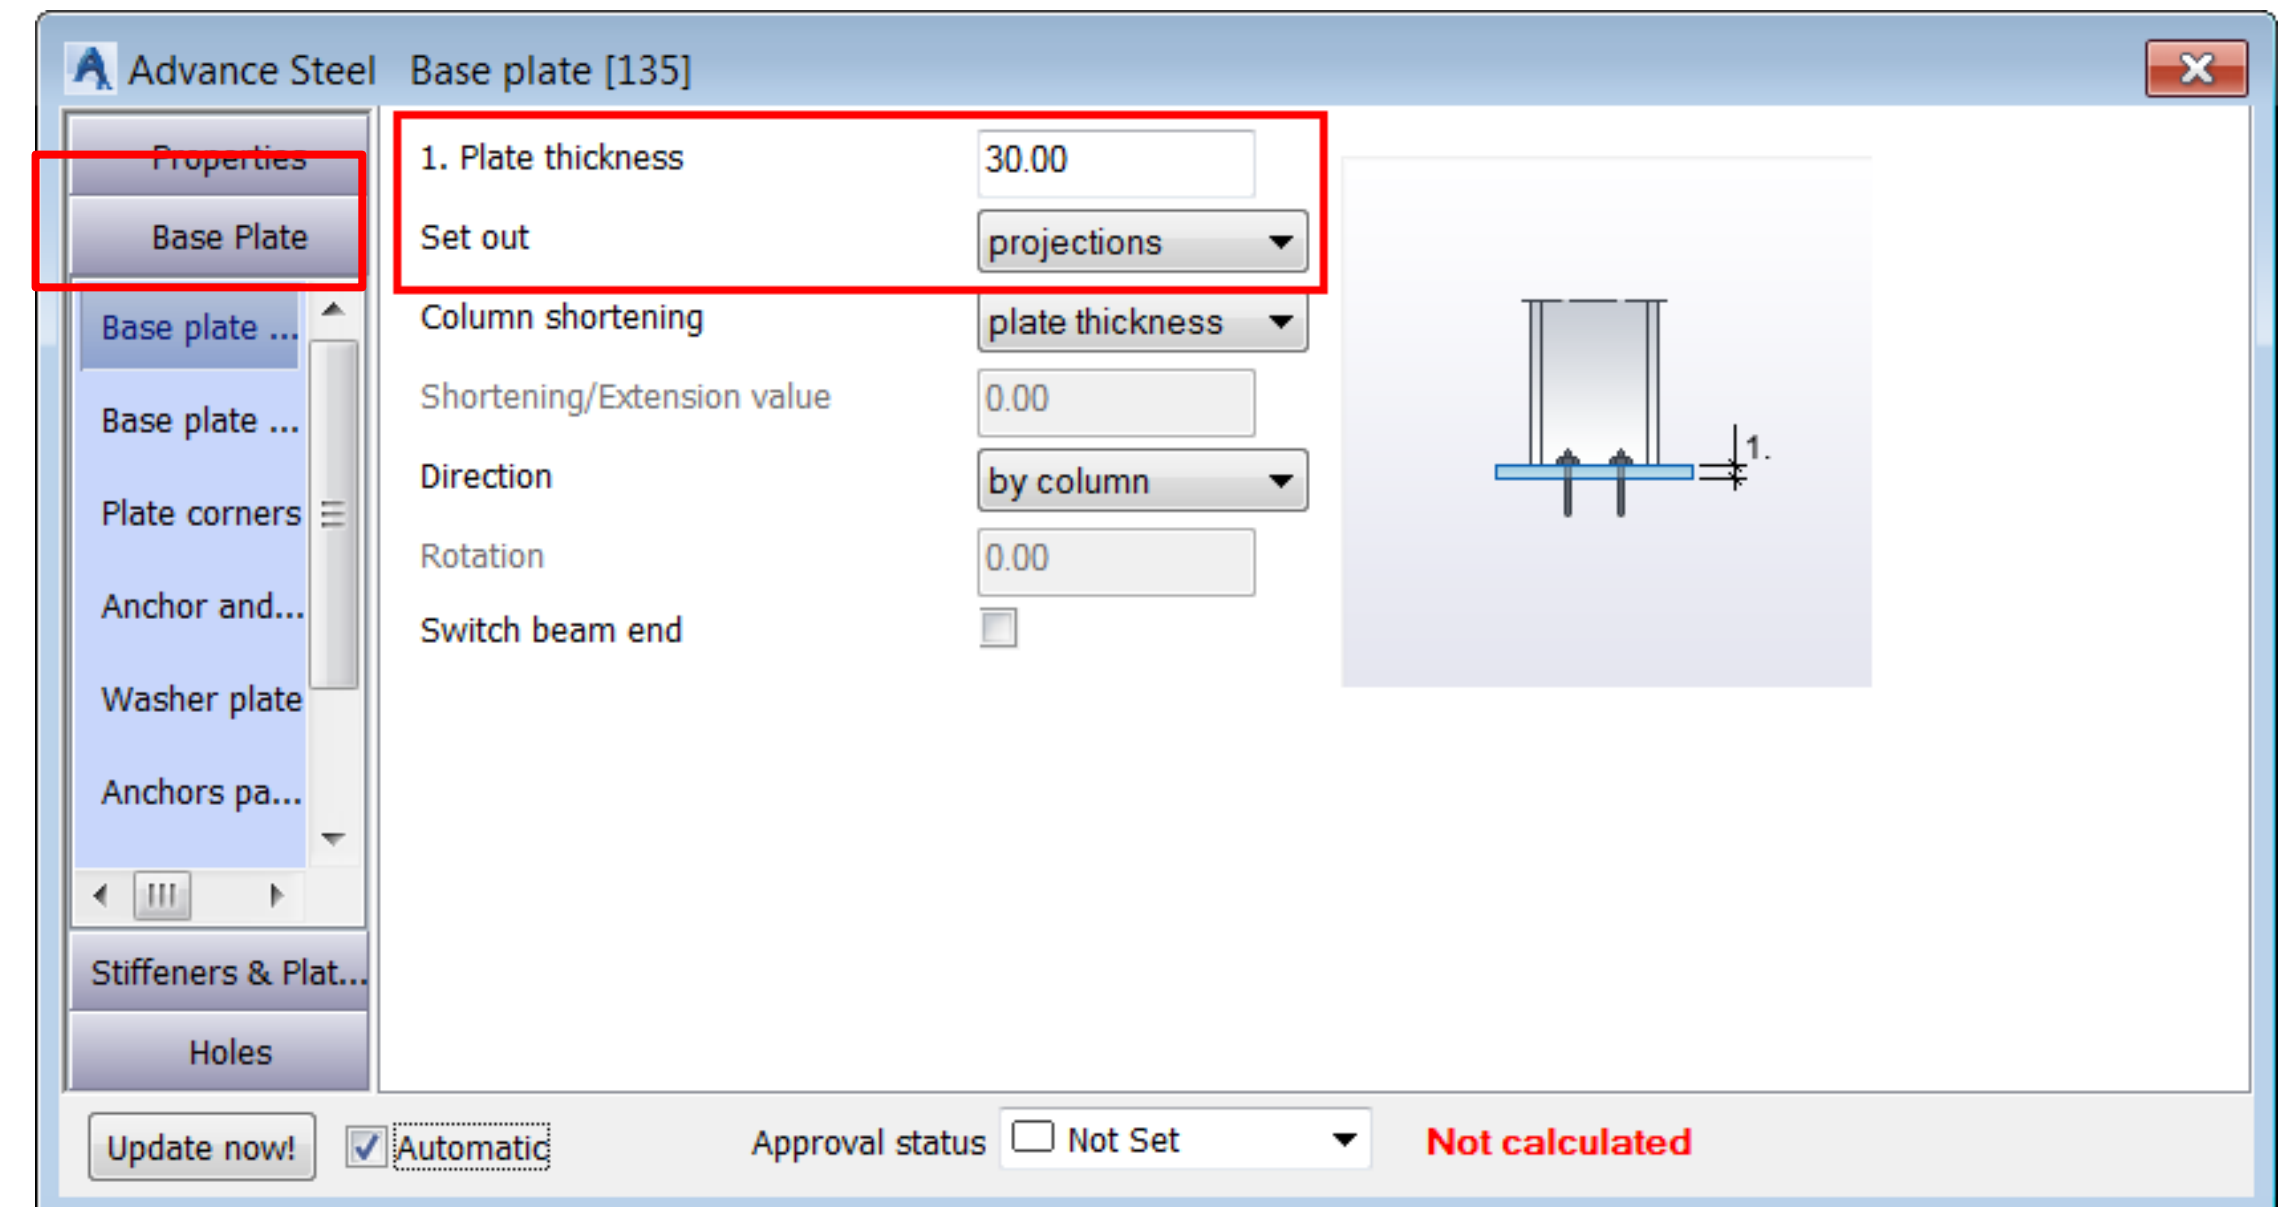 Advance Steel Base plate [135]
Properties
Base Plate
Base plate ...
Base plate ...
Plate corners
Anchor and...
Washer plate
Anchors pa...
Stiffeners & Plat...
Holes
1. Plate thickness 30.00
Set out projections
Column shortening plate thickness
Shortening/Extension value 0.00
Direction by column
Rotation 0.00
Switch beam end
1.
Update now! Automatic Approval status Not Set Not calculated